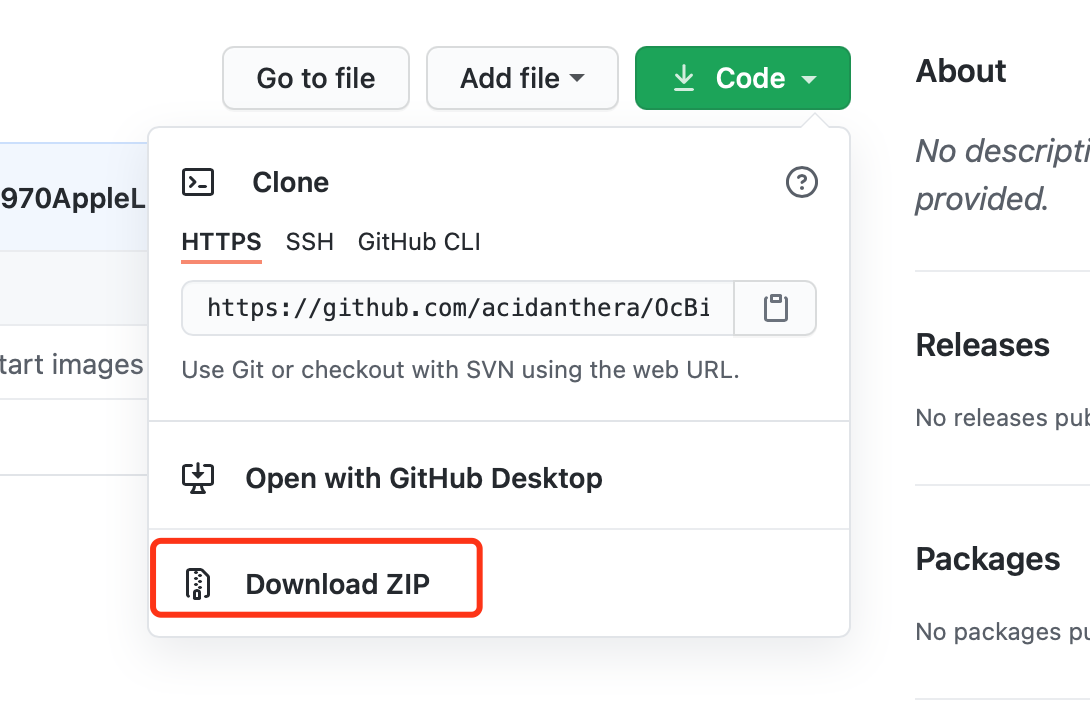 Go to file
Add file
Code
Clone
HTTPS SSH GitHub CLI
https://github.com/acidanthera/OcBi
Use Git or checkout with SVN using the web URL.
Open with GitHub Desktop
Download ZIP
970AppleL
tart images
About
No descripti
provided.
Releases
No releases pub
Packages
No packages pu